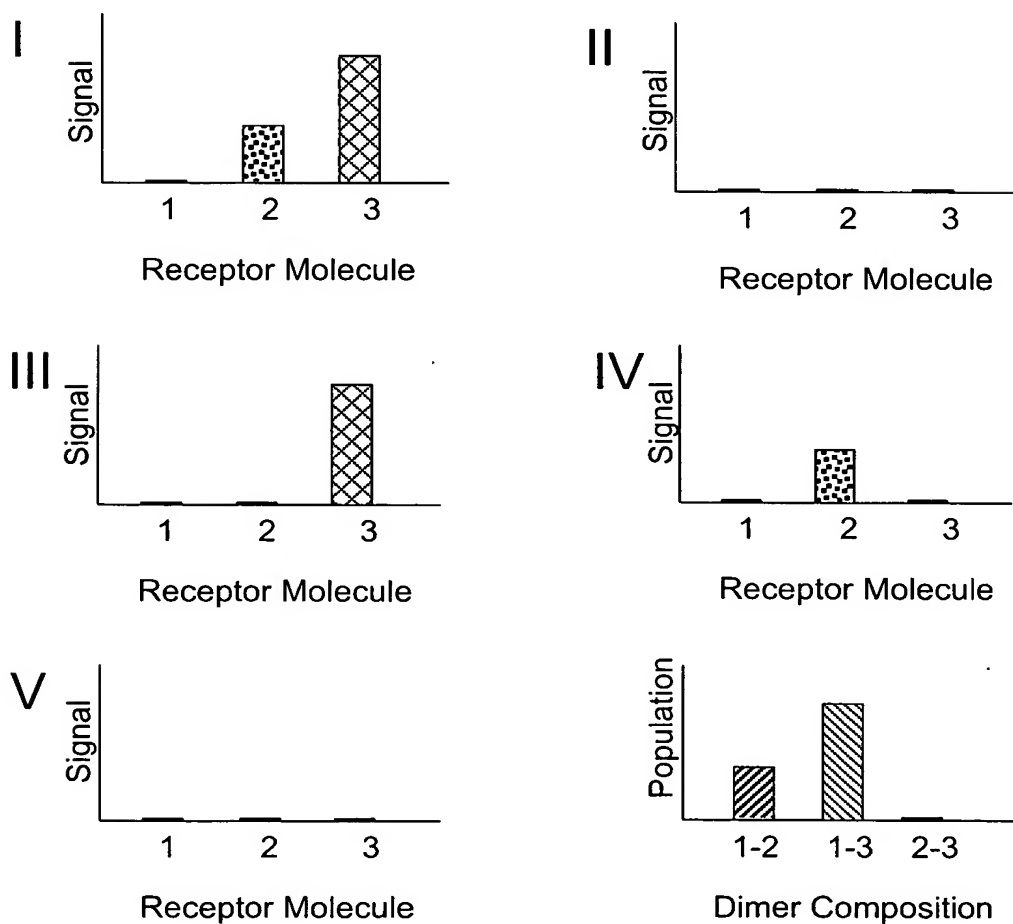 I
Signal
1 2 3
Receptor Molecule
II
Signal
1 2 3
Receptor Molecule
III
Signal
1 2 3
Receptor Molecule
IV
Signal
1 2 3
Receptor Molecule
V
Signal
1 2 3
Receptor Molecule
Population
1-2 1-3 2-3
Dimer Composition